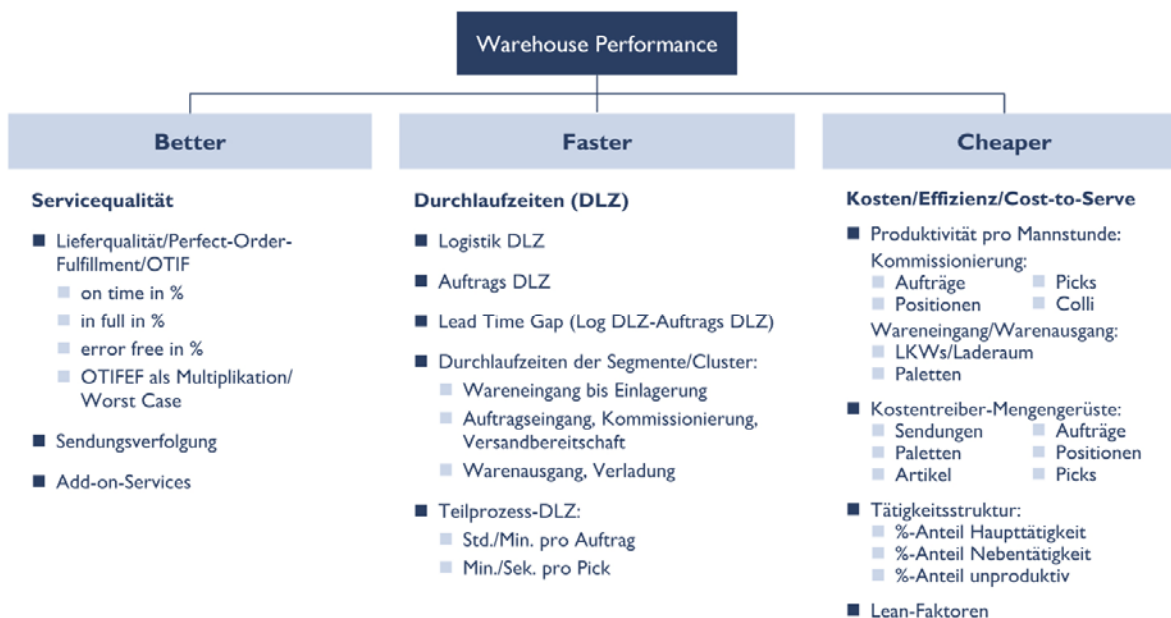 Warehouse Performance
Better
Servicequalität
Lieferqualität/Perfect-Order-
Fulfillment/OTIF
on time in %
in full in %
error free in %
OTIFEF als Multiplikation/
Worst Case
Sendungsverfolgung
Add-on-Services
Faster
Durchlaufzeiten (DLZ)
Logistik DLZ
Auftrags DLZ
Lead Time Gap (Log DLZ-Auftrags DLZ)
Durchlaufzeiten der Segmente/Cluster:
Wareneingang bis Einlagerung
Auftragseingang, Kommissionierung,
Versandbereitschaft
Warenausgang, Verladung
Teilprozess-DLZ:
Std./Min. pro Auftrag
Min./Sek. pro Pick
Cheaper
Kosten/Effizienz/Cost-to-Serve
Produktivität pro Mannstunde:
Kommissionierung:
Aufträge Picks
Positionen Colli
Wareneingang/Warenausgang:
LKWs/Laderaum
Paletten
Kostentreiber-Mengengerüste:
Sendungen Aufträge
Paletten Positionen
Artikel Picks
Tätigkeitsstruktur:
%-Anteil Haupttätigkeit
%-Anteil Nebentätigkeit
%-Anteil unproduktiv
Lean-Faktoren